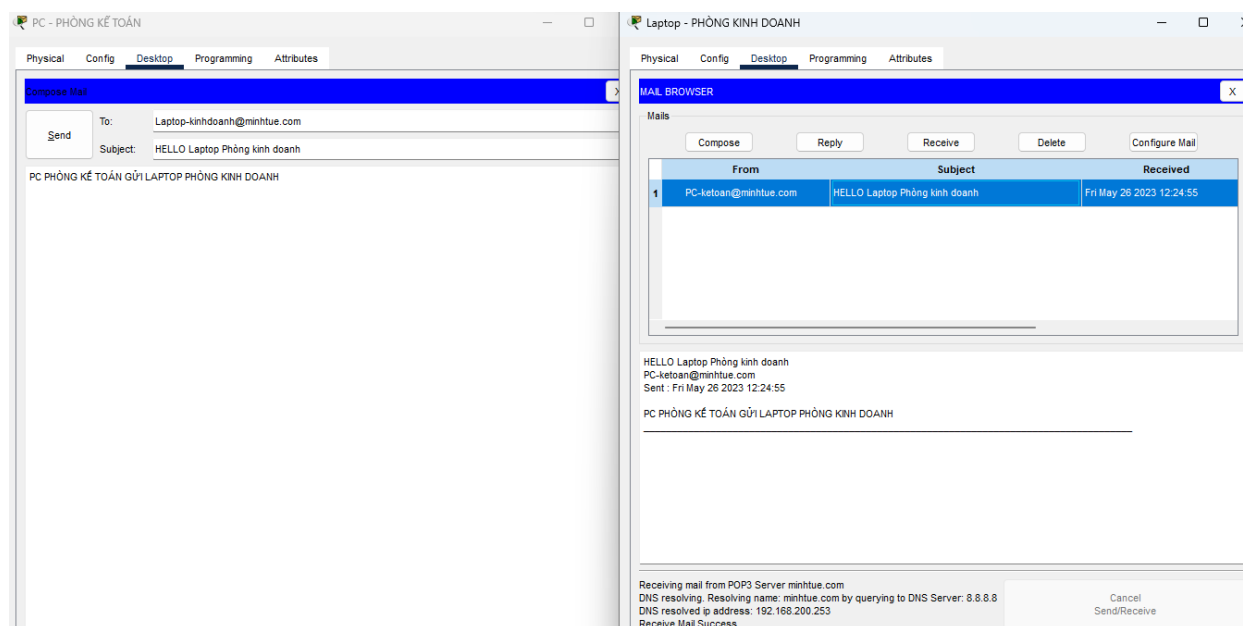 PC - PHÒNG KẾ TOÁN
Physical Config Desktop Programming Attributes
Compose Mail
X
Send
To: Laptop-kinhdoanh@minhtue.com
Subject: HELLO Laptop Phòng kinh doanh
PC PHÒNG KẾ TOÁN GỬI LAPTOP PHÒNG KINH DOANH
Laptop - PHÒNG KINH DOANH
Physical Config Desktop Programming Attributes
MAIL BROWSER
X
Mails
Compose Reply Receive Delete Configure Mail
From Subject Received
1 PC-ketoan@minhtue.com HELLO Laptop Phòng kinh doanh Fri May 26 2023 12:24:55
HELLO Laptop Phòng kinh doanh
PC-ketoan@minhtue.com
Sent : Fri May 26 2023 12:24:55
PC PHÒNG KẾ TOÁN GỬI LAPTOP PHÒNG KINH DOANH
Receiving mail from POP3 Server minhtue.com
DNS resolving. Resolving name: minhtue.com by querying to DNS Server: 8.8.8.8
DNS resolved ip address: 192.168.200.253
Receive Mail Success.
Cancel
Send/Receive